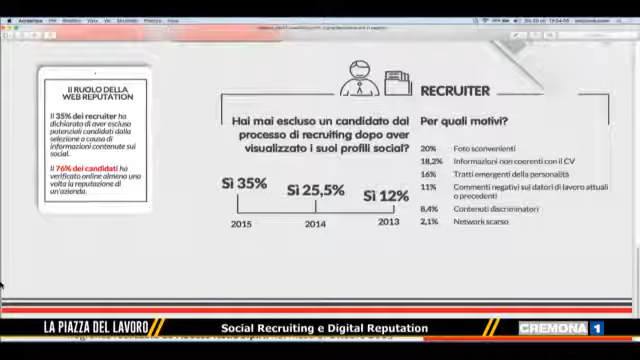 Il RUOLO DELLA
WEB REPUTATION
Il 35% dei recruiter ha
dichiarato di aver escluso
potenziali candidati dalla
selezione a causa di
informazioni contenute sui
social.
Il 76% dei candidati ha
verificato online almeno una
volta la reputazione di
un'azienda.
RECRUITER
Hai mai escluso un candidato dal
processo di recruiting dopo aver
visualizzato i suoi profili social?
Sì 35%
Sì 25,5%
Sì 12%
2015
2014
2013
Per quali motivi?
20% Foto sconvenienti
18,2% Informazioni non coerenti con il CV
16% Tratti emergenti della personalità
11% Commenti negativi sui datori di lavoro attuali
o precedenti
8,4% Contenuti discriminatori
2,1% Network scarso
LA PIAZZA DEL LAVORO // Social Recruiting e Digital Reputation // CREMONA 1